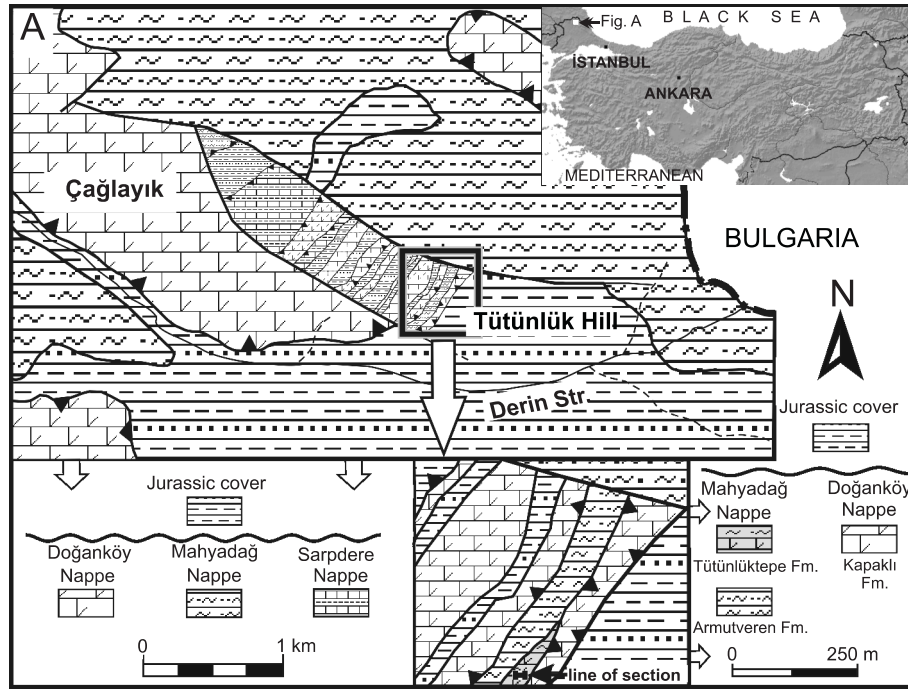 A
BLACK SEA
Fig. A
İSTANBUL
ANKARA
MEDITERRANEAN
Çağlayık
BULGARIA
N
Tütünlük Hill
Derin Str.
Jurassic cover
Jurassic cover
Doğanköy
Nappe
Mahyadağ
Nappe
Sarpdere
Nappe
0
1 km
line of section
Mahyadağ
Nappe
Tütünlüktepe Fm.
Armutveren Fm.
Doğanköy
Nappe
Kapaklı
Fm.
0
250 m